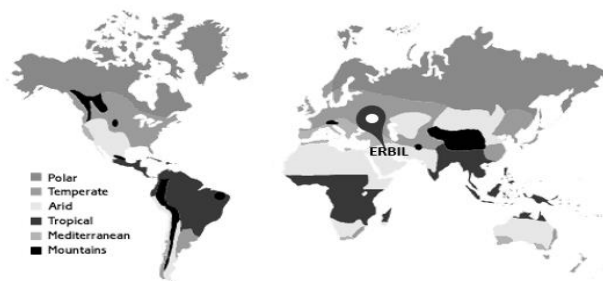 ERBIL
Polar
Temperate
Arid
Tropical
Mediterranean
Mountains